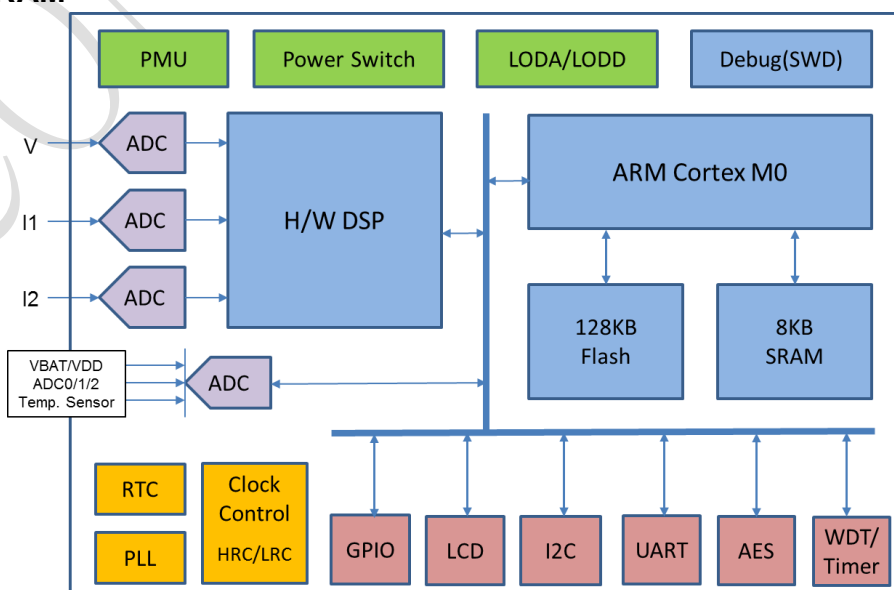 PMU
Power Switch
LODA/LODD
Debug(SWD)
V
ADC
I1
ADC
I2
ADC
H/W DSP
ARM Cortex M0
128KB
Flash
8KB
SRAM
VBAT/VDD
ADC0/1/2
Temp. Sensor
ADC
RTC
PLL
Clock
Control
HRC/LRC
GPIO
LCD
I2C
UART
AES
WDT/
Timer